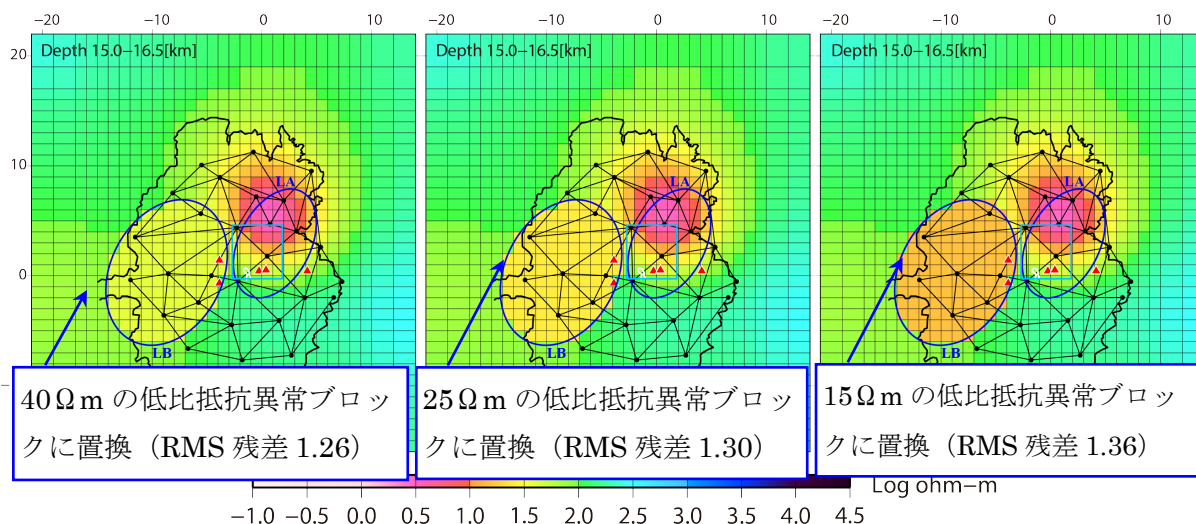 −20 −10 0 10
−20 −10 0 10
−20 −10 0 10
20
10
0
Depth 15.0−16.5[km]
LA
LB
Depth 15.0−16.5[km]
LA
LB
Depth 15.0−16.5[km]
LA
LB
40Ωm の低比抵抗異常ブロッ
クに置換（RMS 残差 1.26）
25Ωm の低比抵抗異常ブロッ
クに置換（RMS 残差 1.30）
15Ωm の低比抵抗異常ブロッ
クに置換（RMS 残差 1.36）
Log ohm−m
−1.0 −0.5 0.0 0.5 1.0 1.5 2.0 2.5 3.0 3.5 4.0 4.5